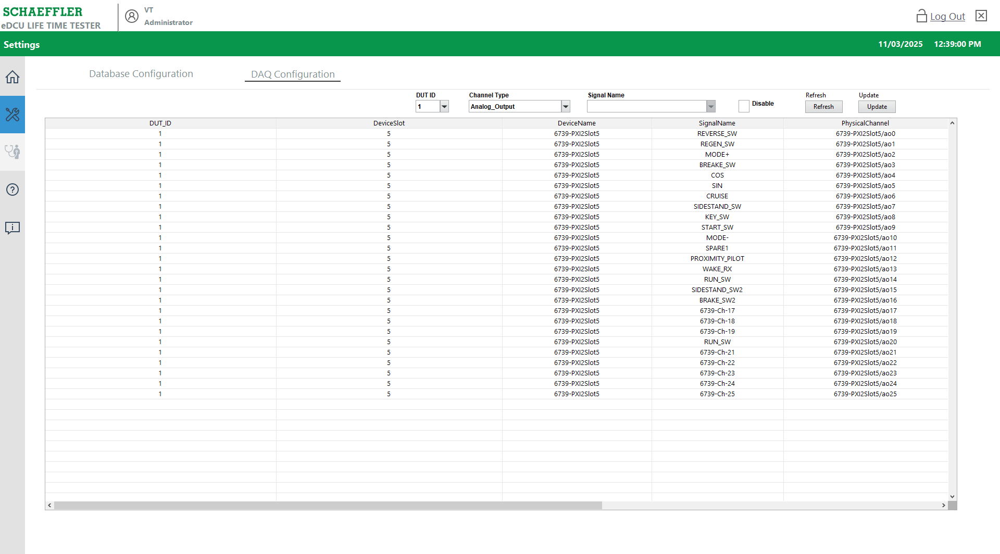 SCHAEFFLER
eDCU LIFE TIME TESTER
VT
Administrator
Log Out
Settings
11/03/2025 12:39:00 PM
Database Configuration DAQ Configuration
DUT ID Channel Type Signal Name Disable Refresh Update
1 Analog_Output Refresh Update
DUT_ID DeviceSlot DeviceName SignalName PhysicalChannel
1 5 6739-PXI2Slot5 REVERSE_SW 6739-PXI2Slot5/ao0
1 5 6739-PXI2Slot5 REGEN_SW 6739-PXI2Slot5/ao1
1 5 6739-PXI2Slot5 MODE+ 6739-PXI2Slot5/ao2
1 5 6739-PXI2Slot5 BREAKE_SW 6739-PXI2Slot5/ao3
1 5 6739-PXI2Slot5 COS 6739-PXI2Slot5/ao4
1 5 6739-PXI2Slot5 SIN 6739-PXI2Slot5/ao5
1 5 6739-PXI2Slot5 CRUISE 6739-PXI2Slot5/ao6
1 5 6739-PXI2Slot5 SIDESTAND_SW 6739-PXI2Slot5/ao7
1 5 6739-PXI2Slot5 KEY_SW 6739-PXI2Slot5/ao8
1 5 6739-PXI2Slot5 START_SW 6739-PXI2Slot5/ao9
1 5 6739-PXI2Slot5 MODE- 6739-PXI2Slot5/ao10
1 5 6739-PXI2Slot5 SPARE1 6739-PXI2Slot5/ao11
1 5 6739-PXI2Slot5 PROXIMITY_PILOT 6739-PXI2Slot5/ao12
1 5 6739-PXI2Slot5 WAKE_RX 6739-PXI2Slot5/ao13
1 5 6739-PXI2Slot5 RUN_SW 6739-PXI2Slot5/ao14
1 5 6739-PXI2Slot5 SIDESTAND_SW2 6739-PXI2Slot5/ao15
1 5 6739-PXI2Slot5 BRAKE_SW2 6739-PXI2Slot5/ao16
1 5 6739-PXI2Slot5 6739-Ch-17 6739-PXI2Slot5/ao17
1 5 6739-PXI2Slot5 6739-Ch-18 6739-PXI2Slot5/ao18
1 5 6739-PXI2Slot5 6739-Ch-19 6739-PXI2Slot5/ao19
1 5 6739-PXI2Slot5 RUN_SW 6739-PXI2Slot5/ao20
1 5 6739-PXI2Slot5 6739-Ch-21 6739-PXI2Slot5/ao21
1 5 6739-PXI2Slot5 6739-Ch-22 6739-PXI2Slot5/ao22
1 5 6739-PXI2Slot5 6739-Ch-23 6739-PXI2Slot5/ao23
1 5 6739-PXI2Slot5 6739-Ch-24 6739-PXI2Slot5/ao24
1 5 6739-PXI2Slot5 6739-Ch-25 6739-PXI2Slot5/ao25